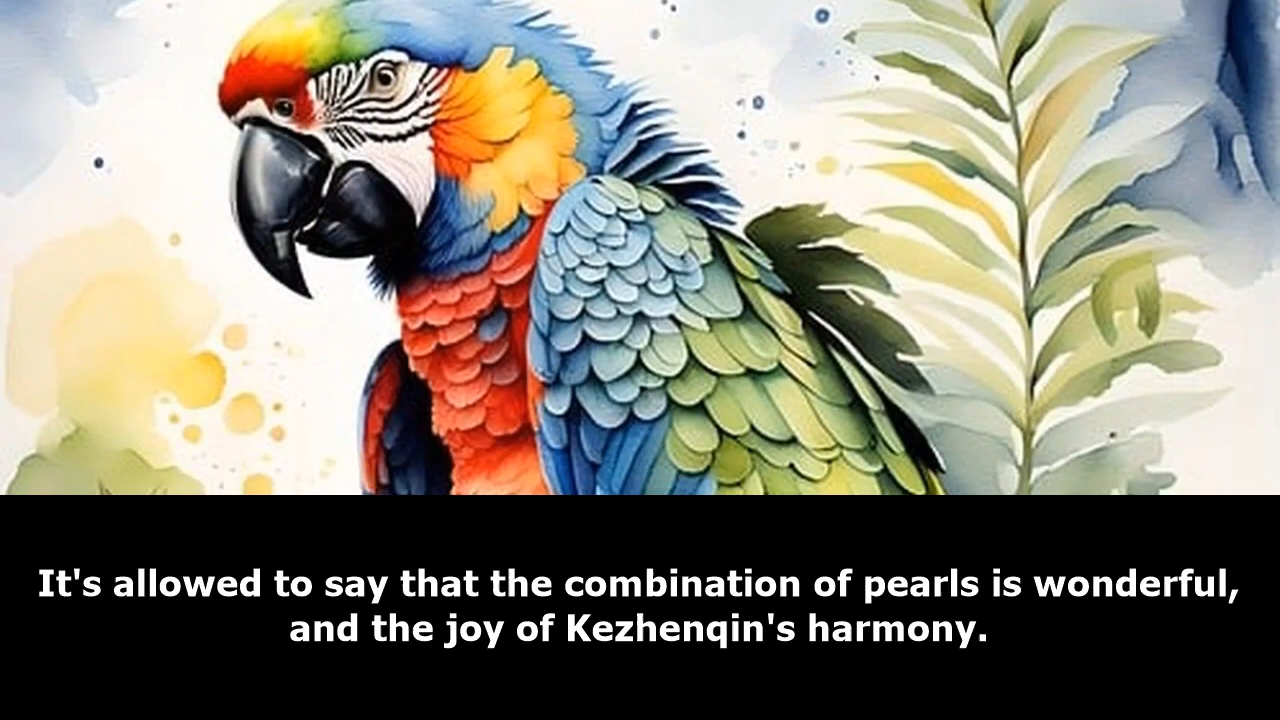 It's allowed to say that the combination of pearls is wonderful,
and the joy of Kezhenqin's harmony.